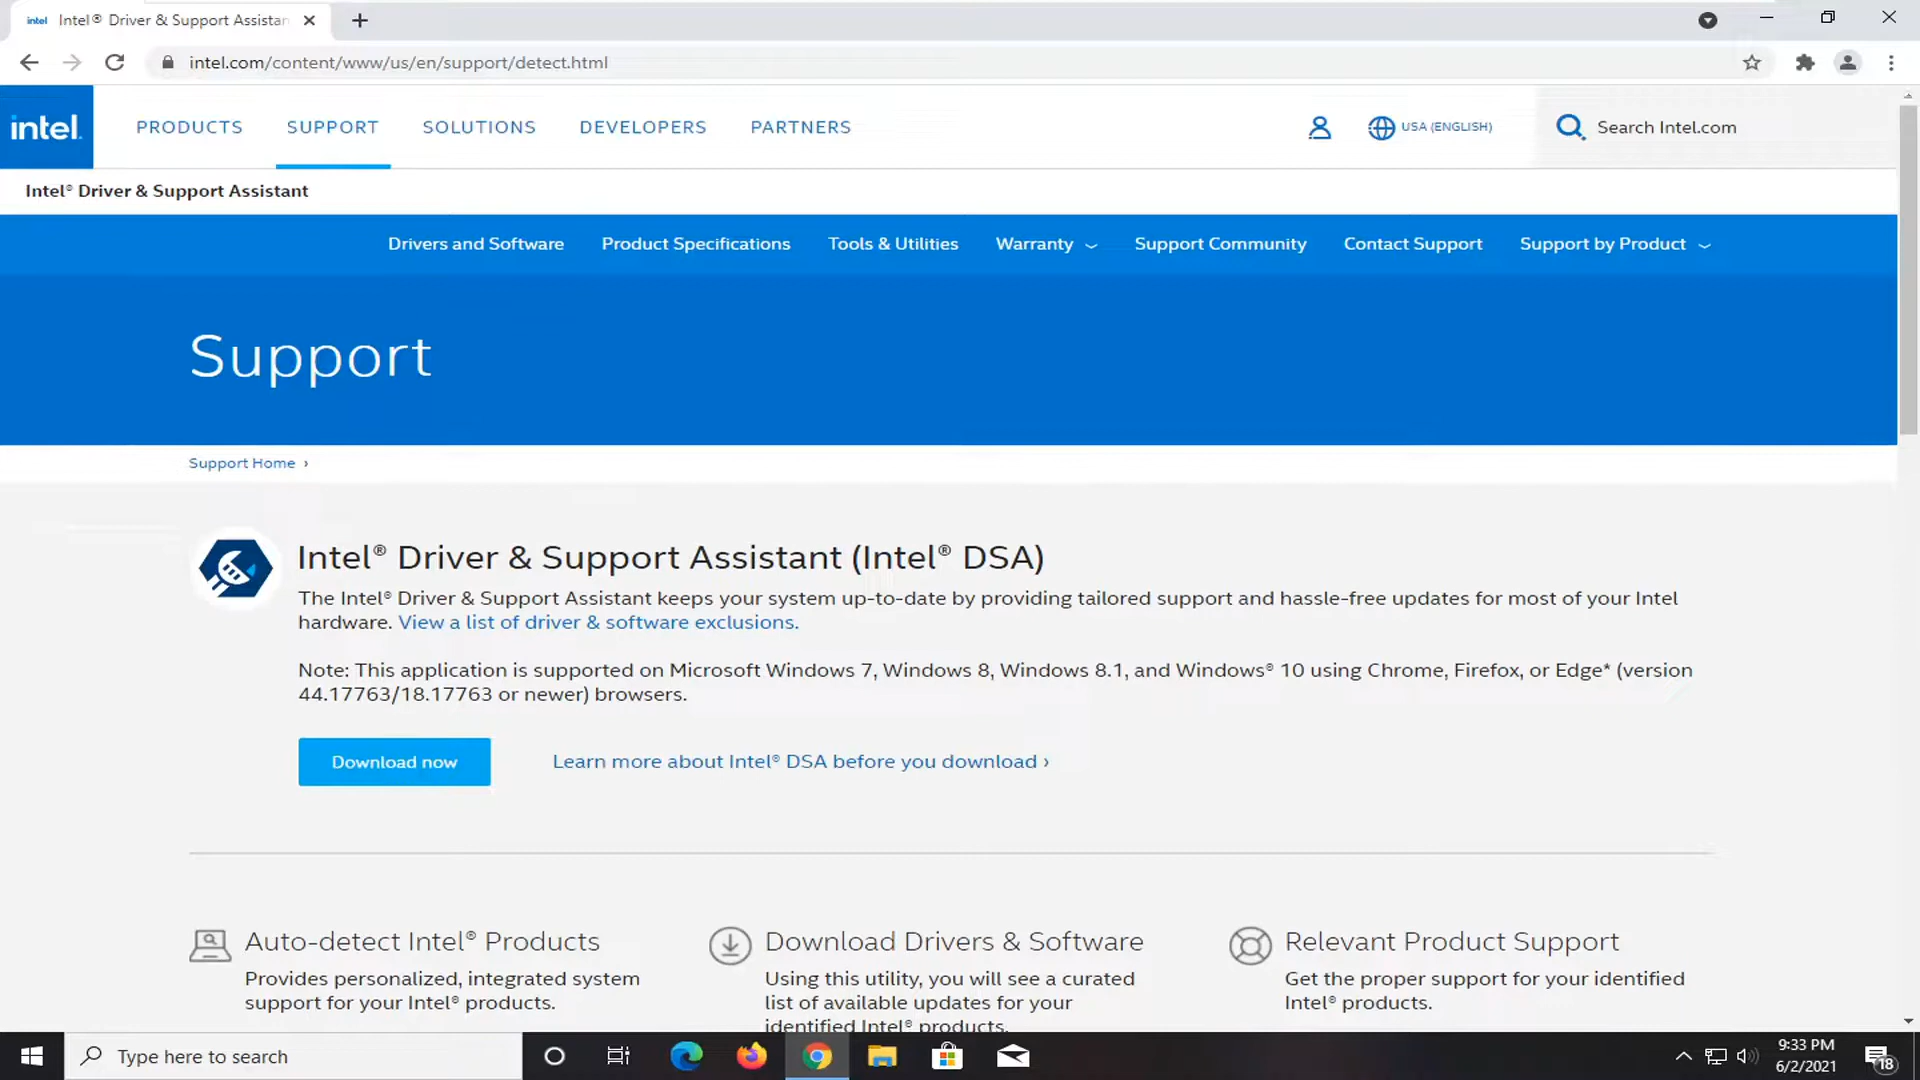 intel Intel® Driver & Support Assistan
intel.com/content/www/us/en/support/detect.html
intel.
PRODUCTS SUPPORT SOLUTIONS DEVELOPERS PARTNERS USA (ENGLISH) Search Intel.com
Intel® Driver & Support Assistant
Drivers and Software Product Specifications Tools & Utilities Warranty Support Community Contact Support Support by Product
Support
Support Home ›
Intel® Driver & Support Assistant (Intel® DSA)
The Intel® Driver & Support Assistant keeps your system up-to-date by providing tailored support and hassle-free updates for most of your Intel
hardware. View a list of driver & software exclusions.
Note: This application is supported on Microsoft Windows 7, Windows 8, Windows 8.1, and Windows® 10 using Chrome, Firefox, or Edge* (version
44.17763/18.17763 or newer) browsers.
Download now Learn more about Intel® DSA before you download ›
Auto-detect Intel® Products
Provides personalized, integrated system
support for your Intel® products.
Download Drivers & Software
Using this utility, you will see a curated
list of available updates for your
identified Intel® products.
Relevant Product Support
Get the proper support for your identified
Intel® products.
Type here to search
9:33 PM
6/2/2021
18